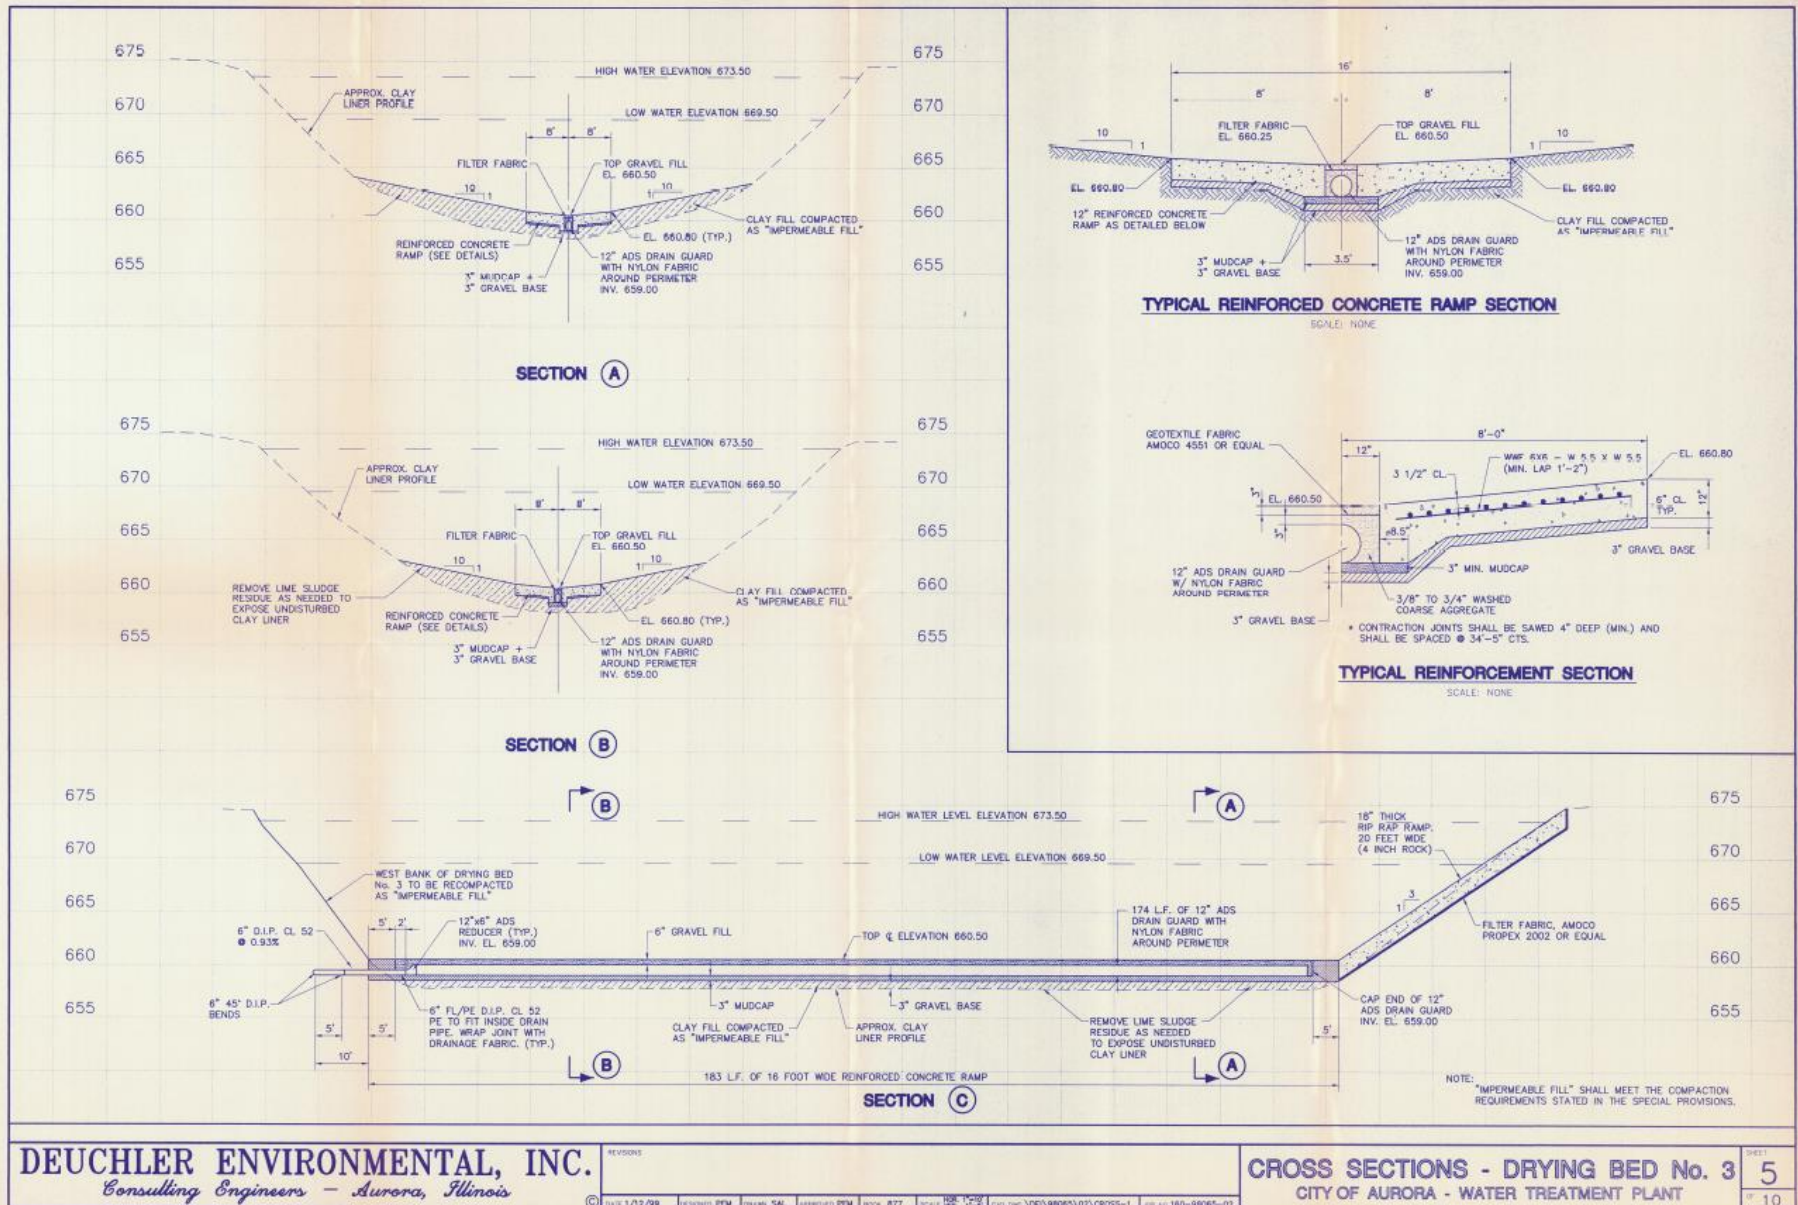 675
670
665
660
655
675
670
665
660
655
HIGH WATER ELEVATION 673.50
LOW WATER ELEVATION 669.50
APPROX. CLAY
LINER PROFILE
8'
8'
FILTER FABRIC
TOP GRAVEL FILL
EL. 660.50
10
1
10
1
CLAY FILL COMPACTED
AS "IMPERMEABLE FILL"
EL. 660.80 (TYP.)
REINFORCED CONCRETE
RAMP (SEE DETAILS)
3" MUDCAP +
3" GRAVEL BASE
12" ADS DRAIN GUARD
WITH NYLON FABRIC
AROUND PERIMETER
INV. 659.00
SECTION A
675
670
665
660
655
675
670
665
660
655
HIGH WATER ELEVATION 673.50
LOW WATER ELEVATION 669.50
APPROX. CLAY
LINER PROFILE
8'
8'
FILTER FABRIC
TOP GRAVEL FILL
EL. 660.50
10
1
10
1
REMOVE LIME SLUDGE
RESIDUE AS NEEDED TO
EXPOSE UNDISTURBED
CLAY LINER
CLAY FILL COMPACTED
AS "IMPERMEABLE FILL"
REINFORCED CONCRETE
RAMP (SEE DETAILS)
EL. 660.80 (TYP.)
3" MUDCAP +
3" GRAVEL BASE
12" ADS DRAIN GUARD
WITH NYLON FABRIC
AROUND PERIMETER
INV. 659.00
SECTION B
16'
8'
8'
10
1
10
1
FILTER FABRIC
EL. 660.25
TOP GRAVEL FILL
EL. 660.50
EL. 660.80
EL. 660.80
12" REINFORCED CONCRETE
RAMP AS DETAILED BELOW
CLAY FILL COMPACTED
AS "IMPERMEABLE FILL"
3" MUDCAP +
3" GRAVEL BASE
3.5'
12" ADS DRAIN GUARD
WITH NYLON FABRIC
AROUND PERIMETER
INV. 659.00
TYPICAL REINFORCED CONCRETE RAMP SECTION
SCALE: NONE
GEOTEXTILE FABRIC
AMOCO 4551 OR EQUAL
8'-0"
12"
WWF 6X6 - W 5.5 X W 5.5
(MIN. LAP 1'-2")
EL. 660.80
3 1/2" CL.
3"
EL. 660.50
3"
6" CL.
TYP.
12"
8.5"
3" GRAVEL BASE
12" ADS DRAIN GUARD
W/ NYLON FABRIC
AROUND PERIMETER
3" MIN. MUDCAP
3/8" TO 3/4" WASHED
COARSE AGGREGATE
3" GRAVEL BASE
* CONTRACTION JOINTS SHALL BE SAWED 4" DEEP (MIN.) AND
SHALL BE SPACED @ 34'-5" CTS.
TYPICAL REINFORCEMENT SECTION
SCALE: NONE
675
670
665
660
655
675
670
665
660
655
B
A
HIGH WATER LEVEL ELEVATION 673.50
LOW WATER LEVEL ELEVATION 669.50
18" THICK
RIP RAP RAMP,
20 FEET WIDE
(4 INCH ROCK)
WEST BANK OF DRYING BED
No. 3 TO BE RECOMPACTED
AS "IMPERMEABLE FILL"
6" D.I.P. CL 52
@ 0.93%
5'
2'
12"x6" ADS
REDUCER (TYP.)
INV. EL. 659.00
6" GRAVEL FILL
TOP ℄ ELEVATION 660.50
174 L.F. OF 12" ADS
DRAIN GUARD WITH
NYLON FABRIC
AROUND PERIMETER
3
1
FILTER FABRIC, AMOCO
PROPEX 2002 OR EQUAL
6" 45° D.I.P.
BENDS
5'
5'
10'
6" FL/PE D.I.P. CL 52
PE TO FIT INSIDE DRAIN
PIPE. WRAP JOINT WITH
DRAINAGE FABRIC. (TYP.)
3" MUDCAP
3" GRAVEL BASE
CLAY FILL COMPACTED
AS "IMPERMEABLE FILL"
APPROX. CLAY
LINER PROFILE
REMOVE LIME SLUDGE
RESIDUE AS NEEDED
TO EXPOSE UNDISTURBED
CLAY LINER
5'
CAP END OF 12"
ADS DRAIN GUARD
INV. EL. 659.00
B
A
183 L.F. OF 16 FOOT WIDE REINFORCED CONCRETE RAMP
SECTION C
NOTE:
"IMPERMEABLE FILL" SHALL MEET THE COMPACTION
REQUIREMENTS STATED IN THE SPECIAL PROVISIONS.
DEUCHLER ENVIRONMENTAL, INC.
Consulting Engineers - Aurora, Illinois
REVISIONS
CROSS SECTIONS - DRYING BED No. 3
CITY OF AURORA - WATER TREATMENT PLANT
SHEET
5
OF 10